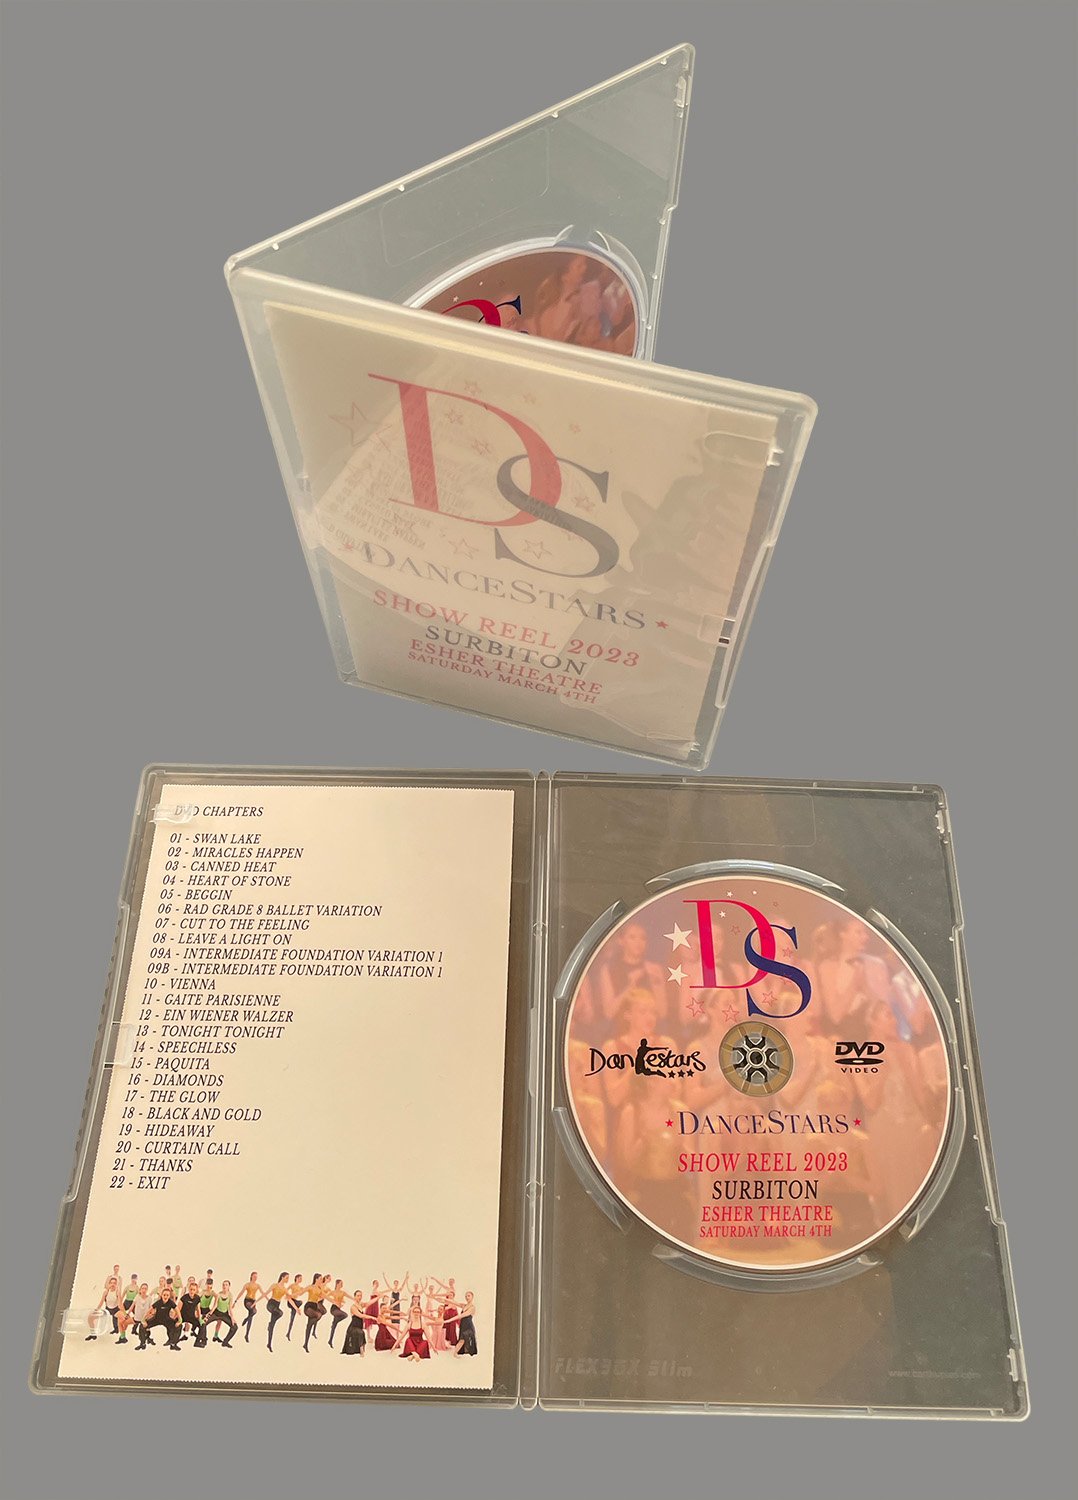 DS
DANCESTARS
SHOW REEL 2023
SURBITON
ESHER THEATRE
SATURDAY MARCH 4TH
DVD CHAPTERS
01 - SWAN LAKE
02 - MIRACLES HAPPEN
03 - CANNED HEAT
04 - HEART OF STONE
05 - BEGGIN
06 - RAD GRADE 8 BALLET VARIATION
07 - CUT TO THE FEELING
08 - LEAVE A LIGHT ON
09A - INTERMEDIATE FOUNDATION VARIATION 1
09B - INTERMEDIATE FOUNDATION VARIATION 1
10 - VIENNA
11 - GAITE PARISIENNE
12 - EIN WIENER WALZER
13 - TONIGHT TONIGHT
14 - SPEECHLESS
15 - PAQUITA
16 - DIAMONDS
17 - THE GLOW
18 - BLACK AND GOLD
19 - HIDEAWAY
20 - CURTAIN CALL
21 - THANKS
22 - EXIT
DS
Dancestars
DVD
VIDEO
DANCESTARS
SHOW REEL 2023
SURBITON
ESHER THEATRE
SATURDAY MARCH 4TH
FLEXBOX Slim